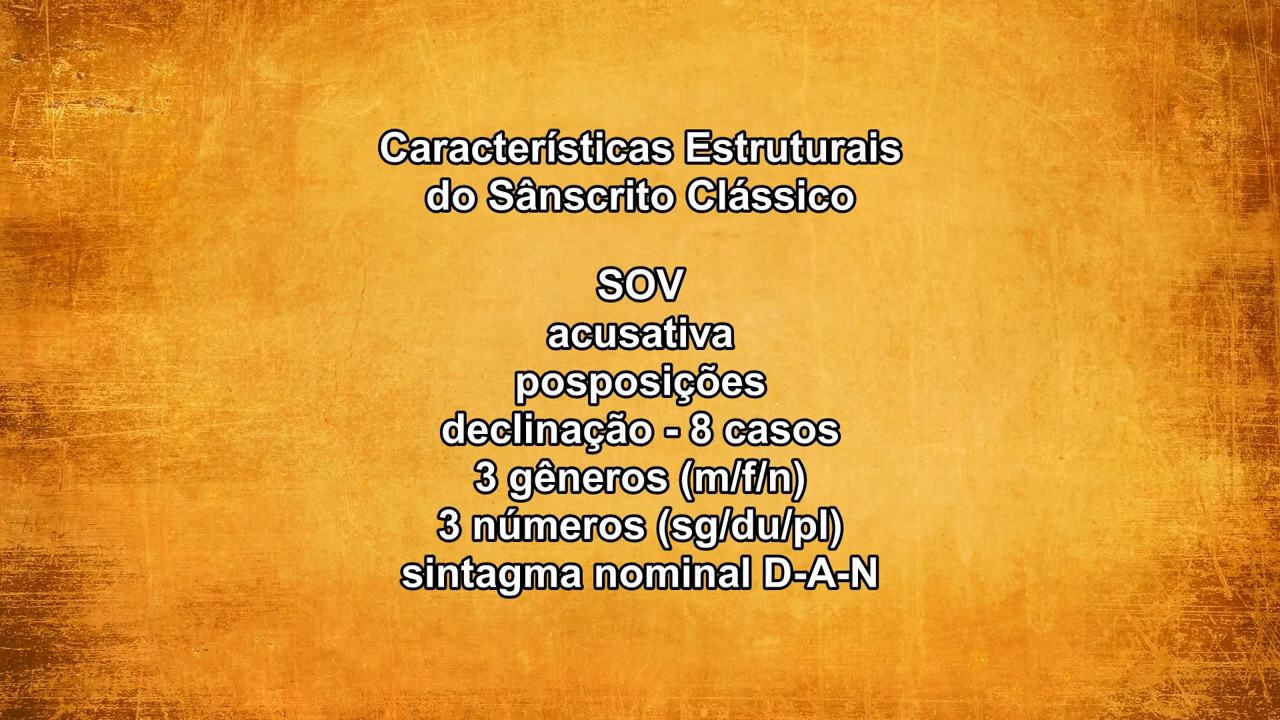 Características Estruturais
do Sânscrito Clássico
SOV
acusativa
posposições
declinação - 8 casos
3 gêneros (m/f/n)
3 números (sg/du/pl)
sintagma nominal D-A-N